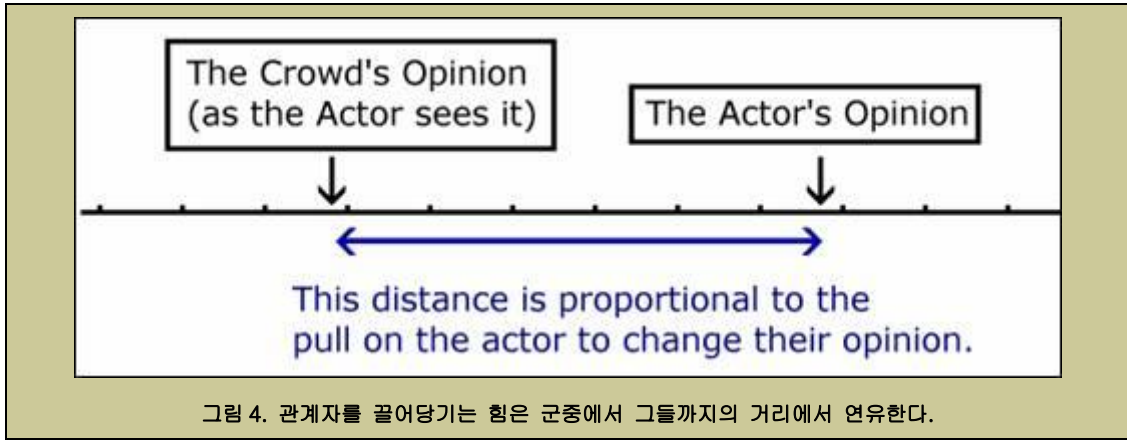 The Crowd's Opinion
(as the Actor sees it)
The Actor's Opinion
This distance is proportional to the
pull on the actor to change their opinion.
그림 4. 관계자를 끌어당기는 힘은 군중에서 그들까지의 거리에서 연유한다.